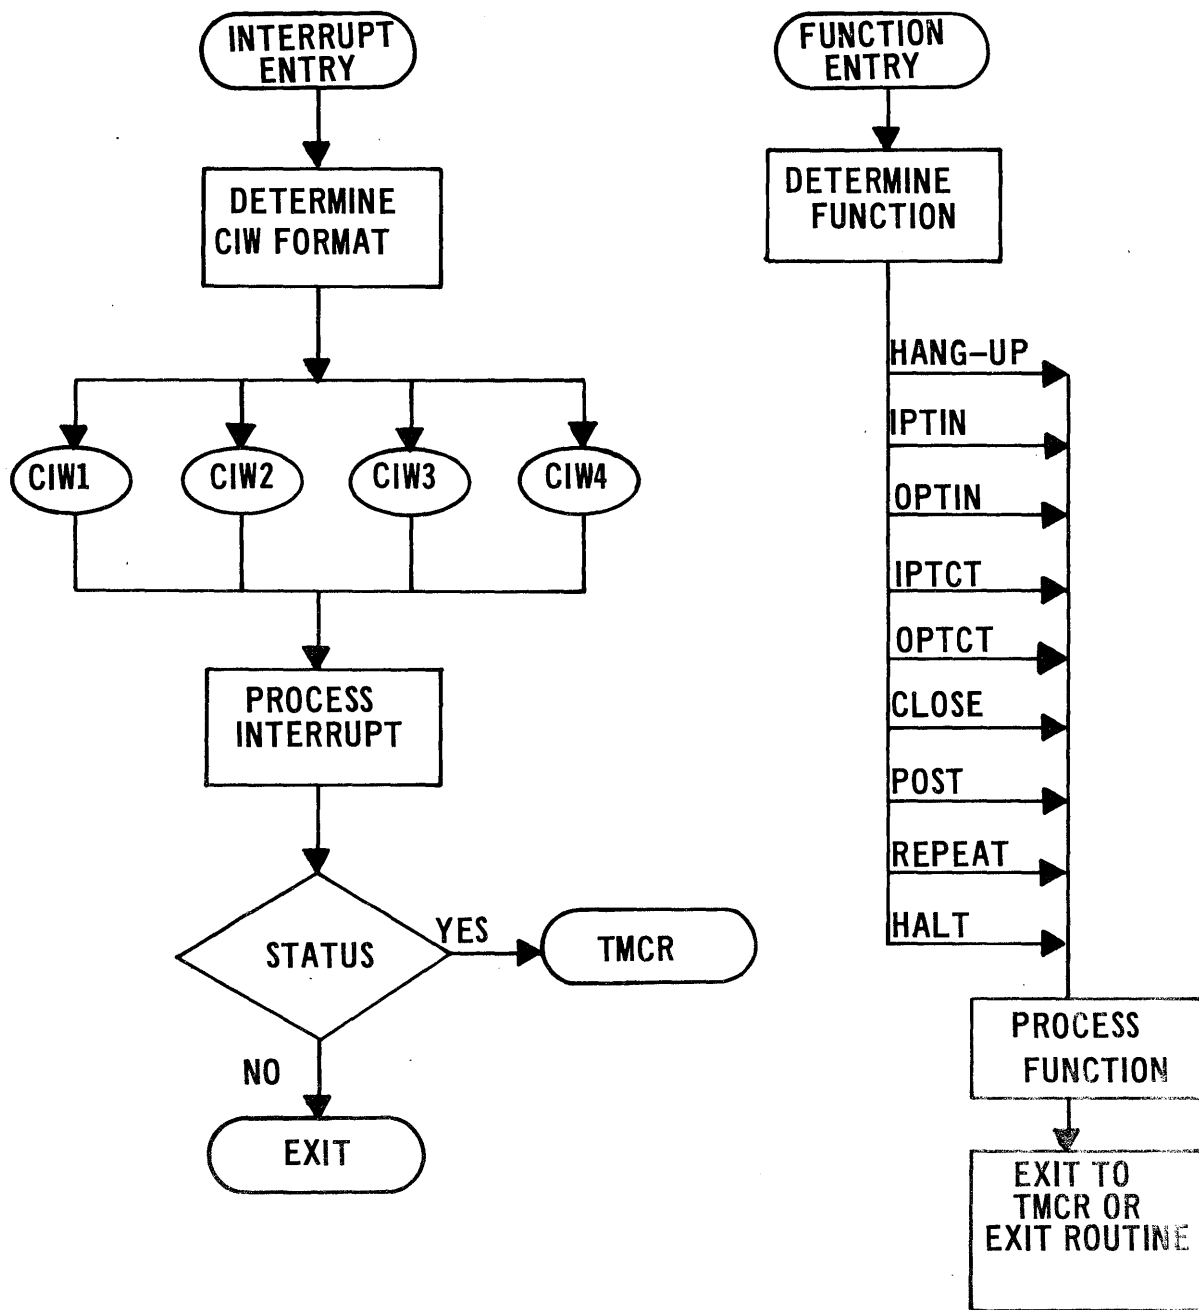 INTERRUPT
ENTRY
DETERMINE
CIW FORMAT
CIW1
CIW2
CIW3
CIW4
PROCESS
INTERRUPT
STATUS
YES
TMCR
NO
EXIT
FUNCTION
ENTRY
DETERMINE
FUNCTION
HANG-UP
IPTIN
OPTIN
IPTCT
OPTCT
CLOSE
POST
REPEAT
HALT
PROCESS
FUNCTION
EXIT TO
TMCR OR
EXIT ROUTINE